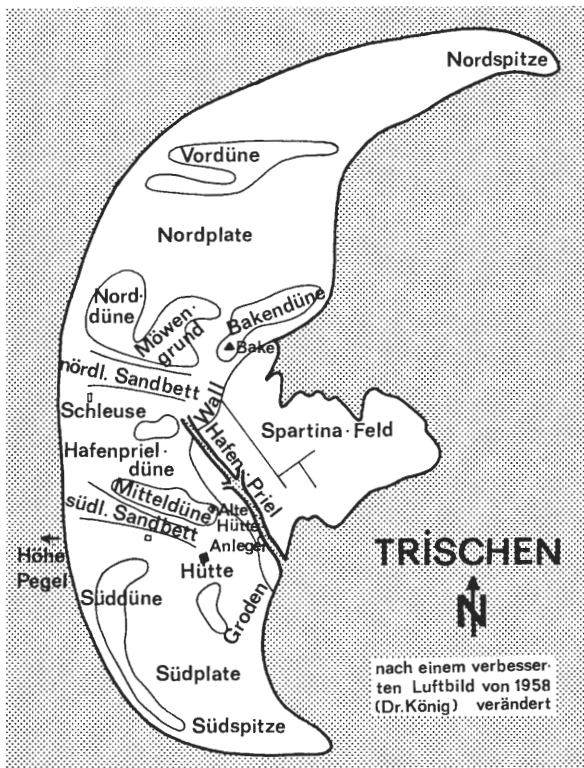 Nordspitze
Vordüne
Nordplate
Nord-
düne
Möwen-
grund
Bakendüne
Bake
nördl. Sandbett
Wall
Schleuse
Spartina-Feld
Hafen-Priel
Hafenpriel-
düne
Mitteldüne
südl. Sandbett
Alte
Hütte
Anleger
Höhe
Pegel
Hütte
TRiSCHEN
N
Süddüne
Groden
Südplate
Südspitze
nach einem verbesser-
ten Luftbild von 1958
(Dr.König) verändert